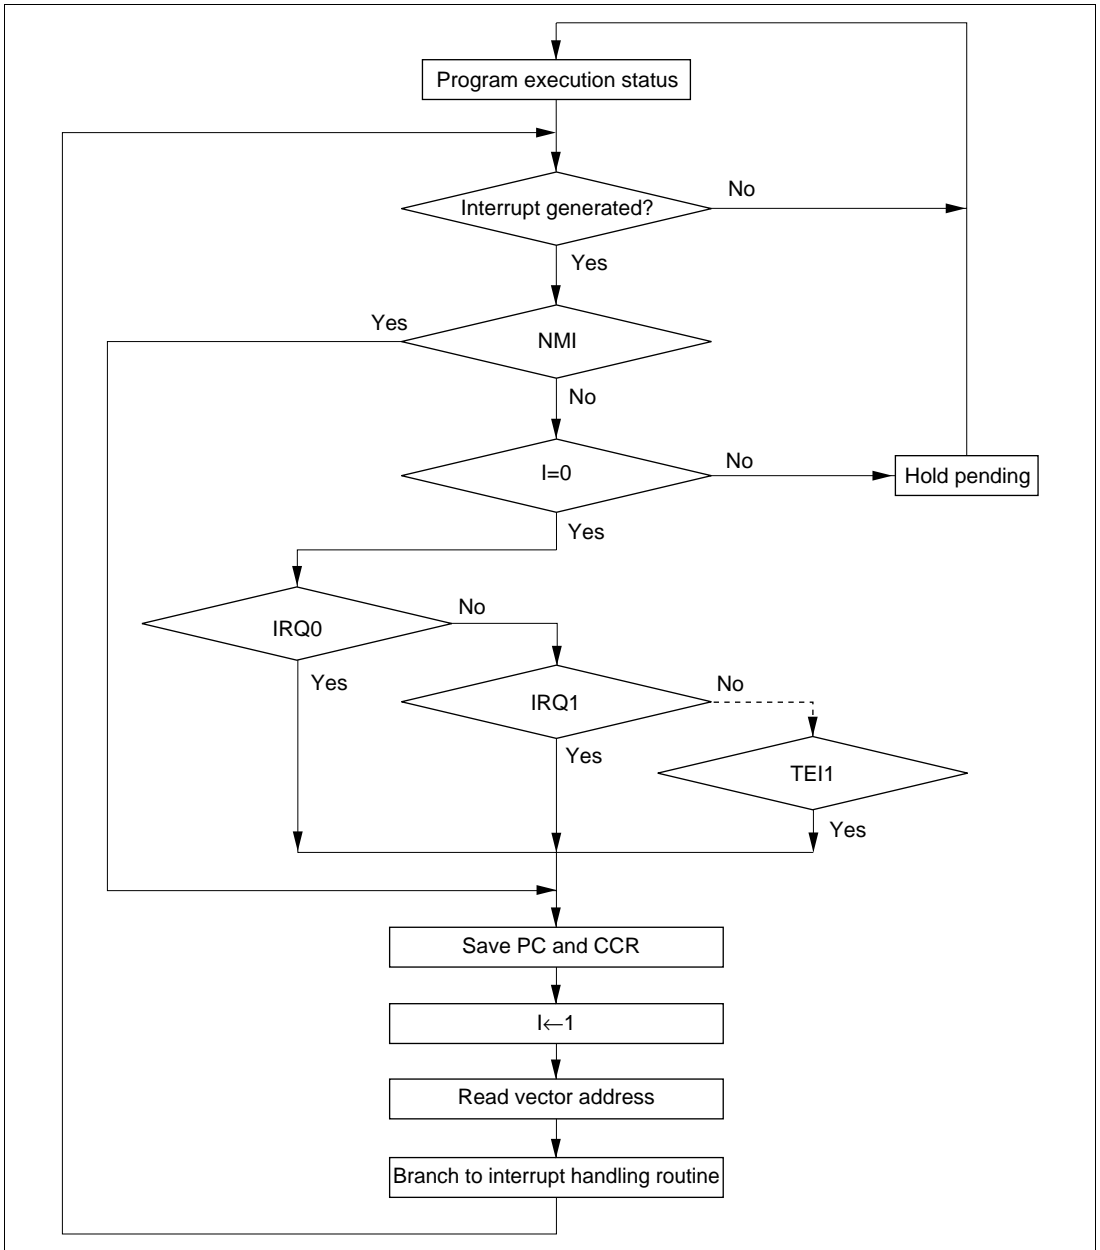 Program execution status
Interrupt generated?
No
Yes
Yes
NMI
No
I=0
No
Hold pending
Yes
IRQ0
No
Yes
IRQ1
No
Yes
TEI1
Yes
Save PC and CCR
I←1
Read vector address
Branch to interrupt handling routine